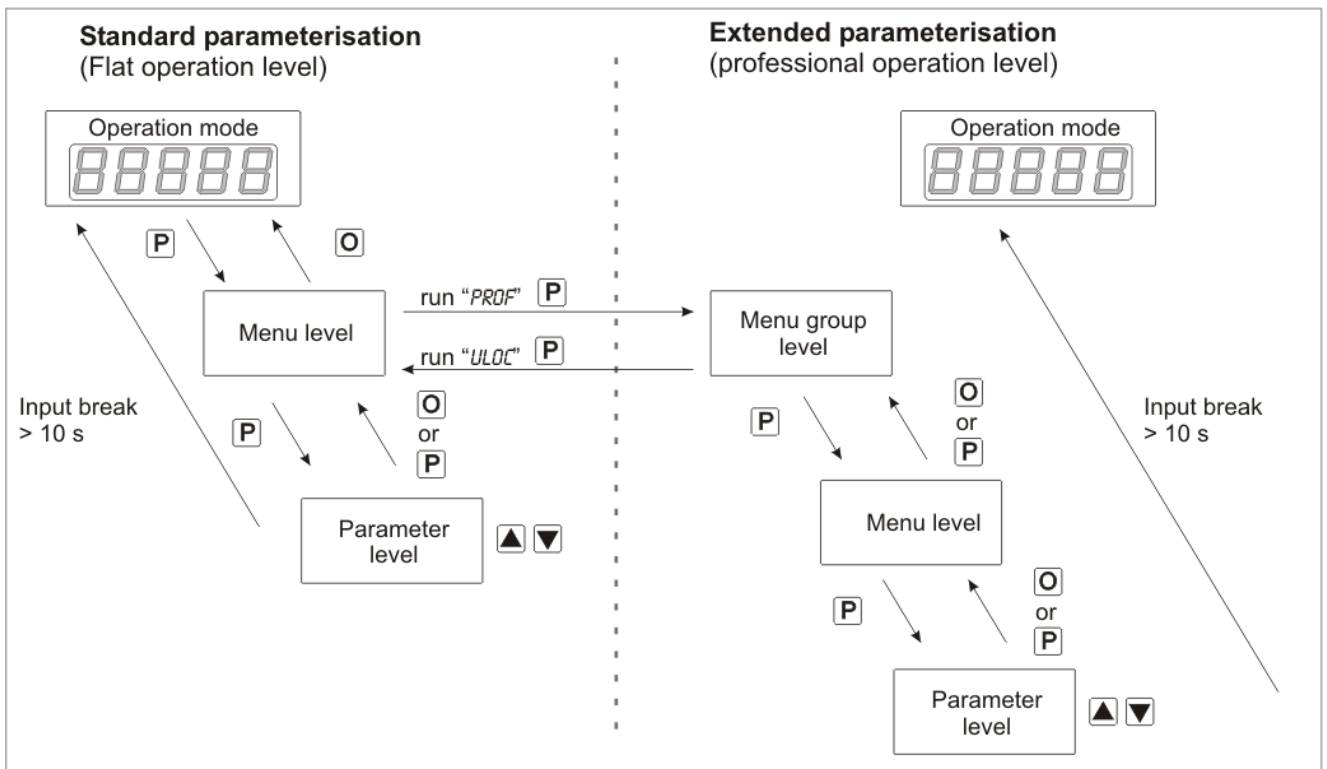 Standard parameterisation
(Flat operation level)
Operation mode
88888
P
O
Menu level
run “PROF” P
run “ULOC” P
Input break
> 10 s
P
O
or
P
Parameter
level
▲ ▼
Extended parameterisation
(professional operation level)
Operation mode
88888
Menu group
level
P
O
or
P
Input break
> 10 s
Menu level
P
O
or
P
Parameter
level
▲ ▼